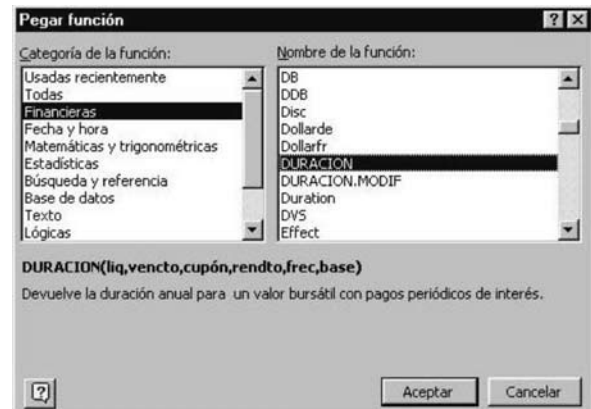 Pegar función
Categoría de la función:
Usadas recientemente
Todas
Financieras
Fecha y hora
Matemáticas y trigonométricas
Estadísticas
Búsqueda y referencia
Base de datos
Texto
Lógicas
Nombre de la función:
DB
DDB
Disc
Dollarde
Dollarfr
DURACION
DURACION.MODIF
Duration
DVS
Effect
DURACION(liq,vencto,cupón,rendto,frec,base)
Devuelve la duración anual para un valor bursátil con pagos periódicos de interés.
Aceptar
Cancelar